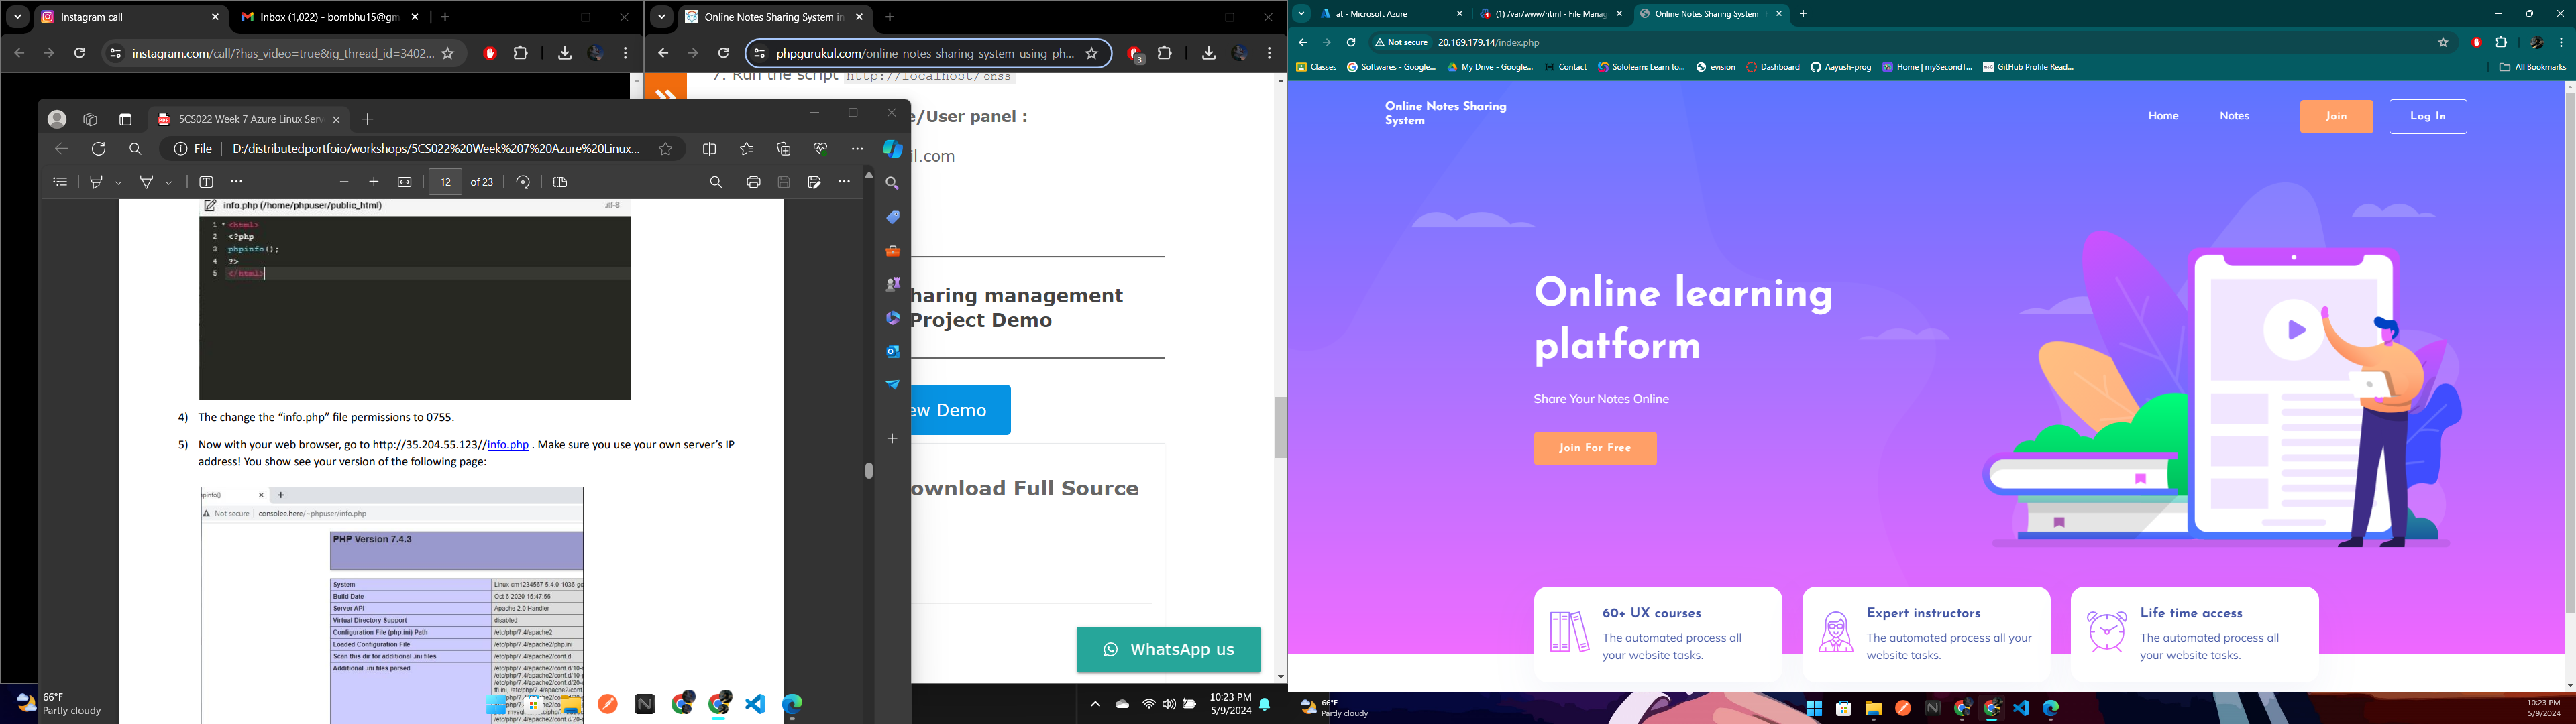 Instagram call
Inbox (1,022) - bombhu15@gm
instagram.com/call/?has_video=true&ig_thread_id=3402...
Online Notes Sharing System in
phpgurukul.com/online-notes-sharing-system-using-ph...
3
7. Run the script http://localhost/onss
e/User panel :
il.com
haring management
Project Demo
ew Demo
ownload Full Source
WhatsApp us
5CS022 Week 7 Azure Linux Serv
File
D:/distributedportfoio/workshops/5CS022%20Week%207%20Azure%20Linux...
12 of 23
info.php (/home/phpuser/public_html)
utf-8
1 <html>
2 <?php
3 phpinfo();
4 ?>
5 </html>
4) The change the “info.php” file permissions to 0755.
5) Now with your web browser, go to http://35.204.55.123//info.php . Make sure you use your own server’s IP
address! You show see your version of the following page:
Not secure consolee.here/~phpuser/info.php
PHP Version 7.4.3
System Linux cm1234567 5.4.0-1036-gc
Build Date Oct 6 2020 15:47:56
Server API Apache 2.0 Handler
Virtual Directory Support disabled
Configuration File (php.ini) Path /etc/php/7.4/apache2
Loaded Configuration File /etc/php/7.4/apache2/php.ini
Scan this dir for additional .ini files /etc/php/7.4/apache2/conf.d
Additional .ini files parsed /etc/php/7.4/apache2/conf.d/10-
66°F
Partly cloudy
10:23 PM
5/9/2024
at - Microsoft Azure
(1) /var/www/html - File Manag
Online Notes Sharing System |
Not secure
20.169.179.14/index.php
Classes
Softwares - Google...
My Drive - Google...
Contact
Sololearn: Learn to...
evision
Dashboard
Aayush-prog
Home | mySecondT...
GitHub Profile Read...
All Bookmarks
Online Notes Sharing
System
Home
Notes
Join
Log In
Online learning
platform
Share Your Notes Online
Join For Free
60+ UX courses
The automated process all
your website tasks.
Expert instructors
The automated process all your
website tasks.
Life time access
The automated process all
your website tasks.
66°F
Partly cloudy
10:23 PM
5/9/2024